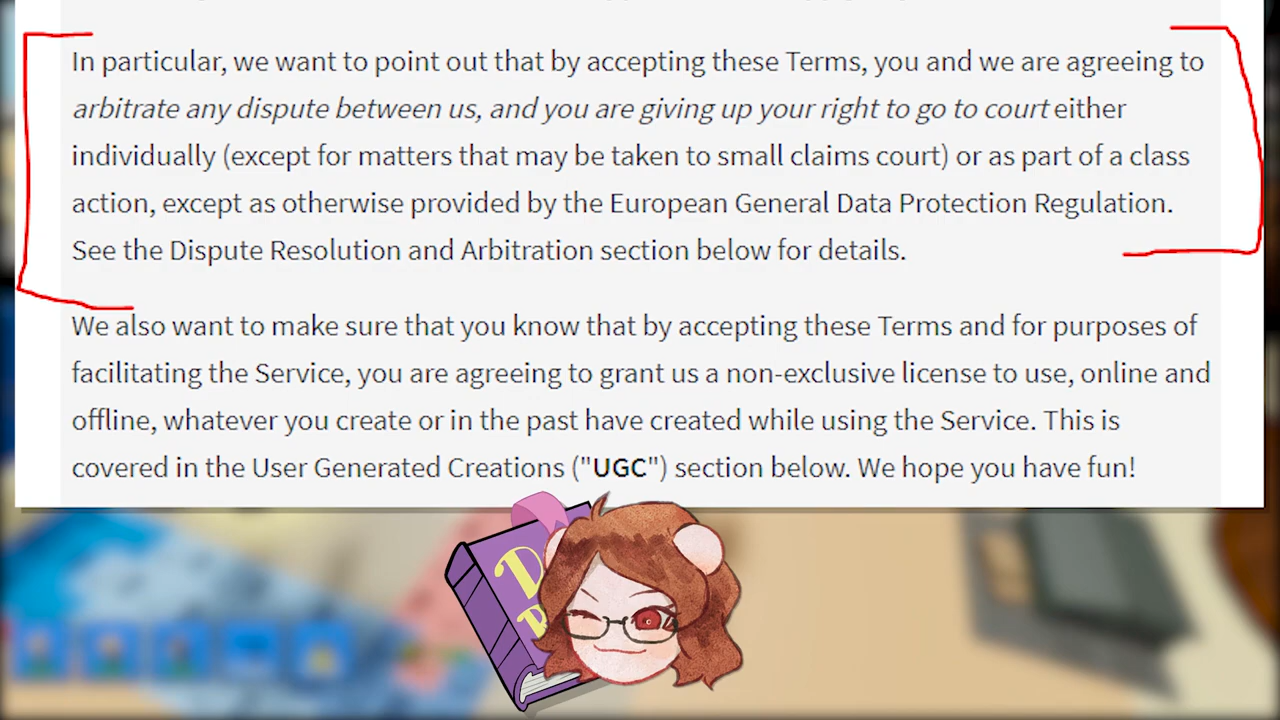 In particular, we want to point out that by accepting these Terms, you and we are agreeing to
arbitrate any dispute between us, and you are giving up your right to go to court either
individually (except for matters that may be taken to small claims court) or as part of a class
action, except as otherwise provided by the European General Data Protection Regulation.
See the Dispute Resolution and Arbitration section below for details.
We also want to make sure that you know that by accepting these Terms and for purposes of
facilitating the Service, you are agreeing to grant us a non-exclusive license to use, online and
offline, whatever you create or in the past have created while using the Service. This is
covered in the User Generated Creations ("UGC") section below. We hope you have fun!